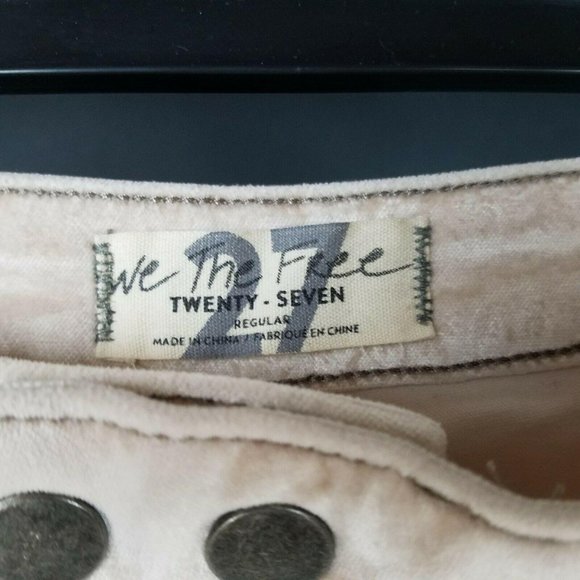 We The Free
27
TWENTY - SEVEN
REGULAR
MADE IN CHINA / FABRIQUÉ EN CHINE